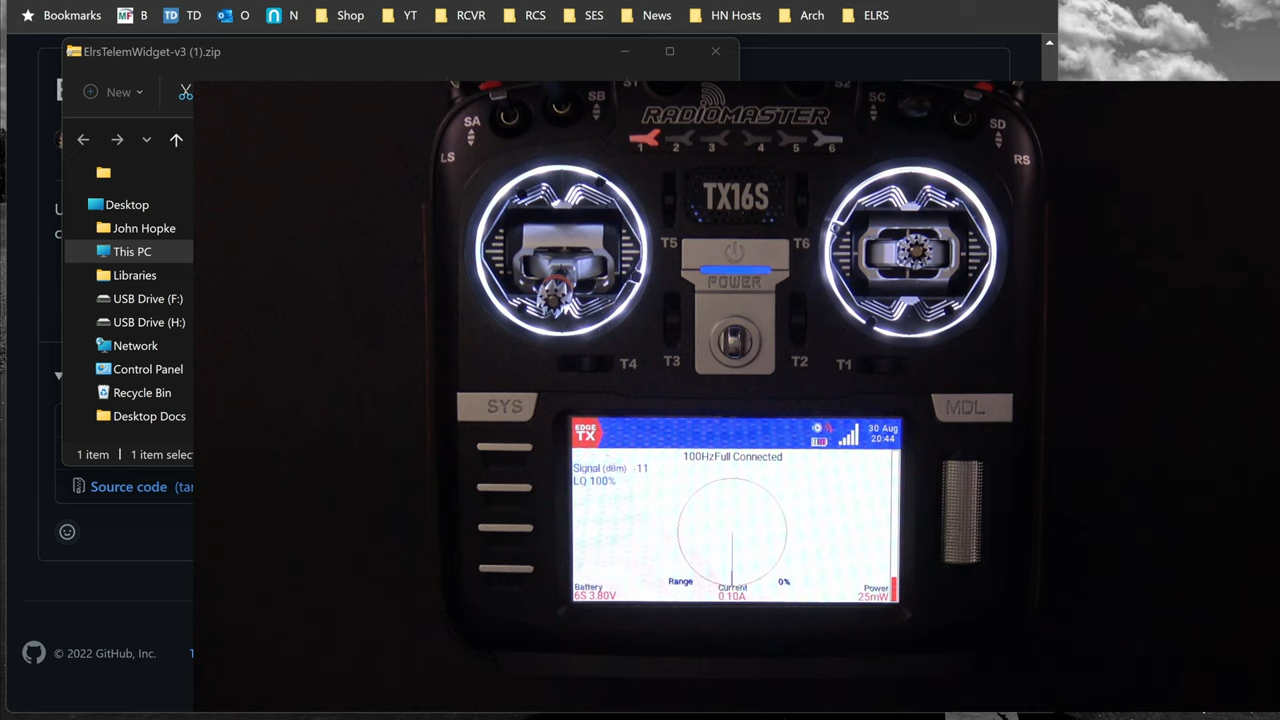 Bookmarks B TD O N Shop YT RCVR RCS SES News HN Hosts Arch ELRS
ElrsTelemWidget-v3 (1).zip
New
Desktop
John Hopke
This PC
Libraries
USB Drive (F:)
USB Drive (H:)
Network
Control Panel
Recycle Bin
Desktop Docs
1 item 1 item selec
Source code (tar
© 2022 GitHub, Inc.
S1 S2
SA SB RADIOMASTER SC SD
LS 1 2 3 4 5 6 RS
TX16S
T5 T6
POWER
T4 T3 T2 T1
SYS MDL
EDGE TX 30 Aug
20:44
100HzFull Connected
Signal (dBm) -11
LQ 100%
Range 0%
Battery Current Power
6S 3.80V 0.10A 25mW